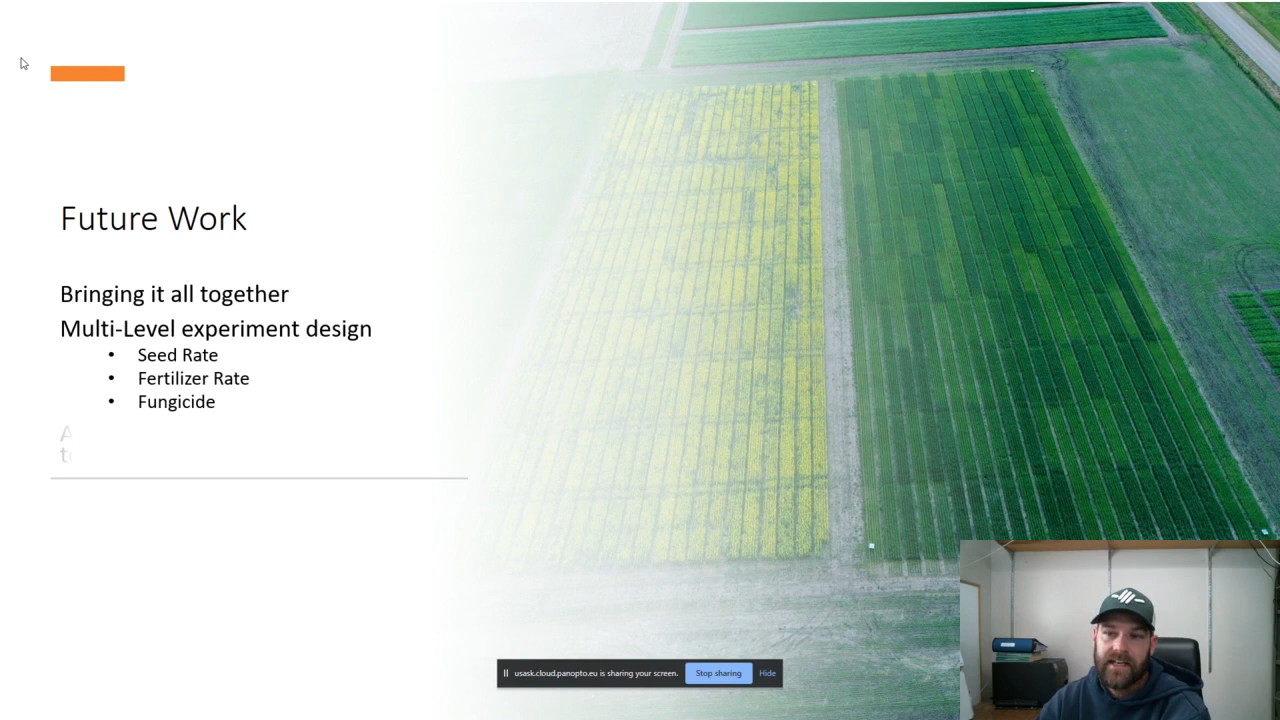 Future Work
Bringing it all together
Multi-Level experiment design
• Seed Rate
• Fertilizer Rate
• Fungicide
usask.cloud.panopto.eu is sharing your screen.
Stop sharing
Hide